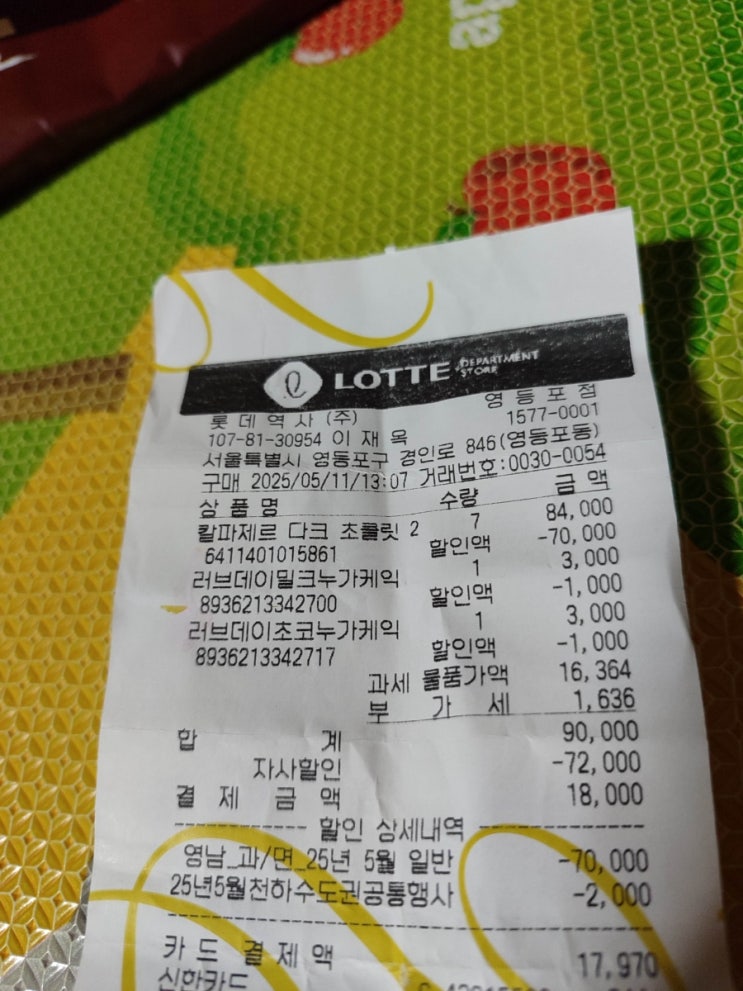 LOTTE DEPARTMENT STORE
영 등 포 점
롯 데 역 사 (주) 1577-0001
107-81-30954 이 재 옥
서울특별시 영등포구 경인로 846(영등포동)
구매 2025/05/11/13:07 거래번호:0030-0054
상 품 명 수량 금 액
칼파제르 다크 초콜릿 2 7 84,000
6411401015861 할인액 -70,000
러브데이밀크누가케익 1 3,000
8936213342700 할인액 -1,000
러브데이초코누가케익 1 3,000
8936213342717 할인액 -1,000
과세 물품가액 16,364
부 가 세 1,636
합 계 90,000
자사할인 -72,000
결 제 금 액 18,000
------------ 할인 상세내역 ------------
영남_과/면_25년 5월 일반 -70,000
25년5월천하수도권공통행사 -2,000
카 드 결 제 액 17,970
신한카드